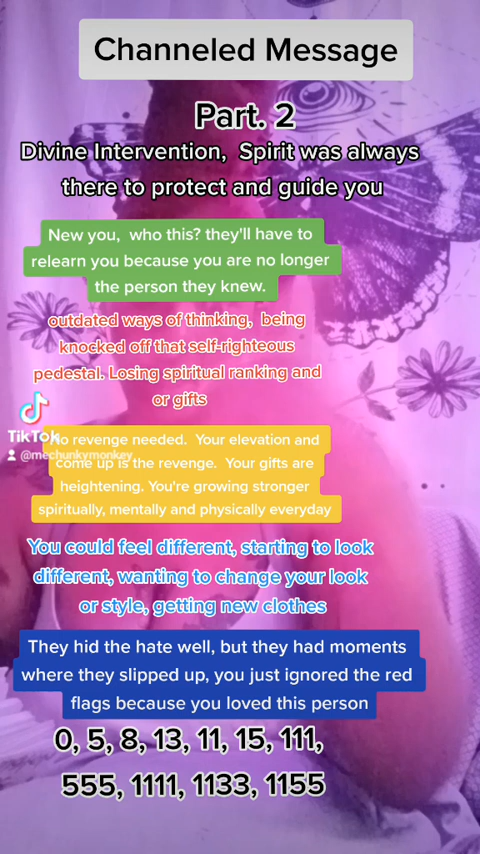 Channeled Message
Part. 2
Divine Intervention, Spirit was always
there to protect and guide you
New you, who this? they'll have to
relearn you because you are no longer
the person they knew.
outdated ways of thinking, being
knocked off that self-righteous
pedestal. Losing spiritual ranking and
or gifts
TikTok
@mechunkymonkey
No revenge needed. Your elevation and
come up is the revenge. Your gifts are
heightening. You're growing stronger
spiritually, mentally and physically everyday
You could feel different, starting to look
different, wanting to change your look
or style, getting new clothes
They hid the hate well, but they had moments
where they slipped up, you just ignored the red
flags because you loved this person
0, 5, 8, 13, 11, 15, 111,
555, 1111, 1133, 1155